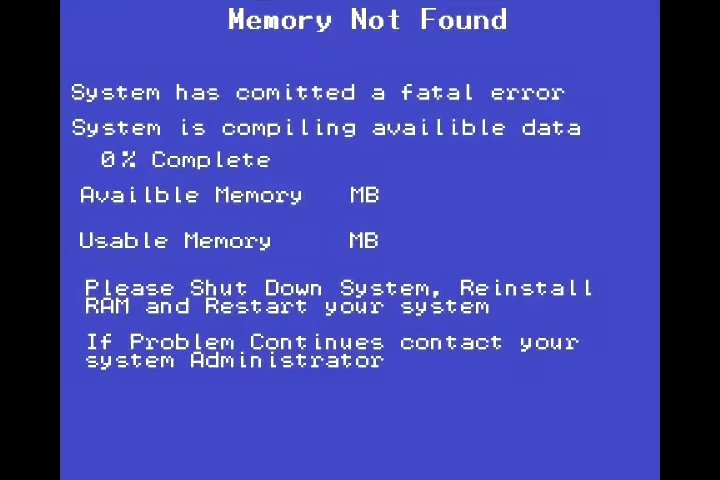 Memory Not Found
System has comitted a fatal error
System is compiling availible data
0% Complete
Availble Memory MB
Usable Memory MB
Please Shut Down System, Reinstall
RAM and Restart your system
If Problem Continues contact your
system Administrator